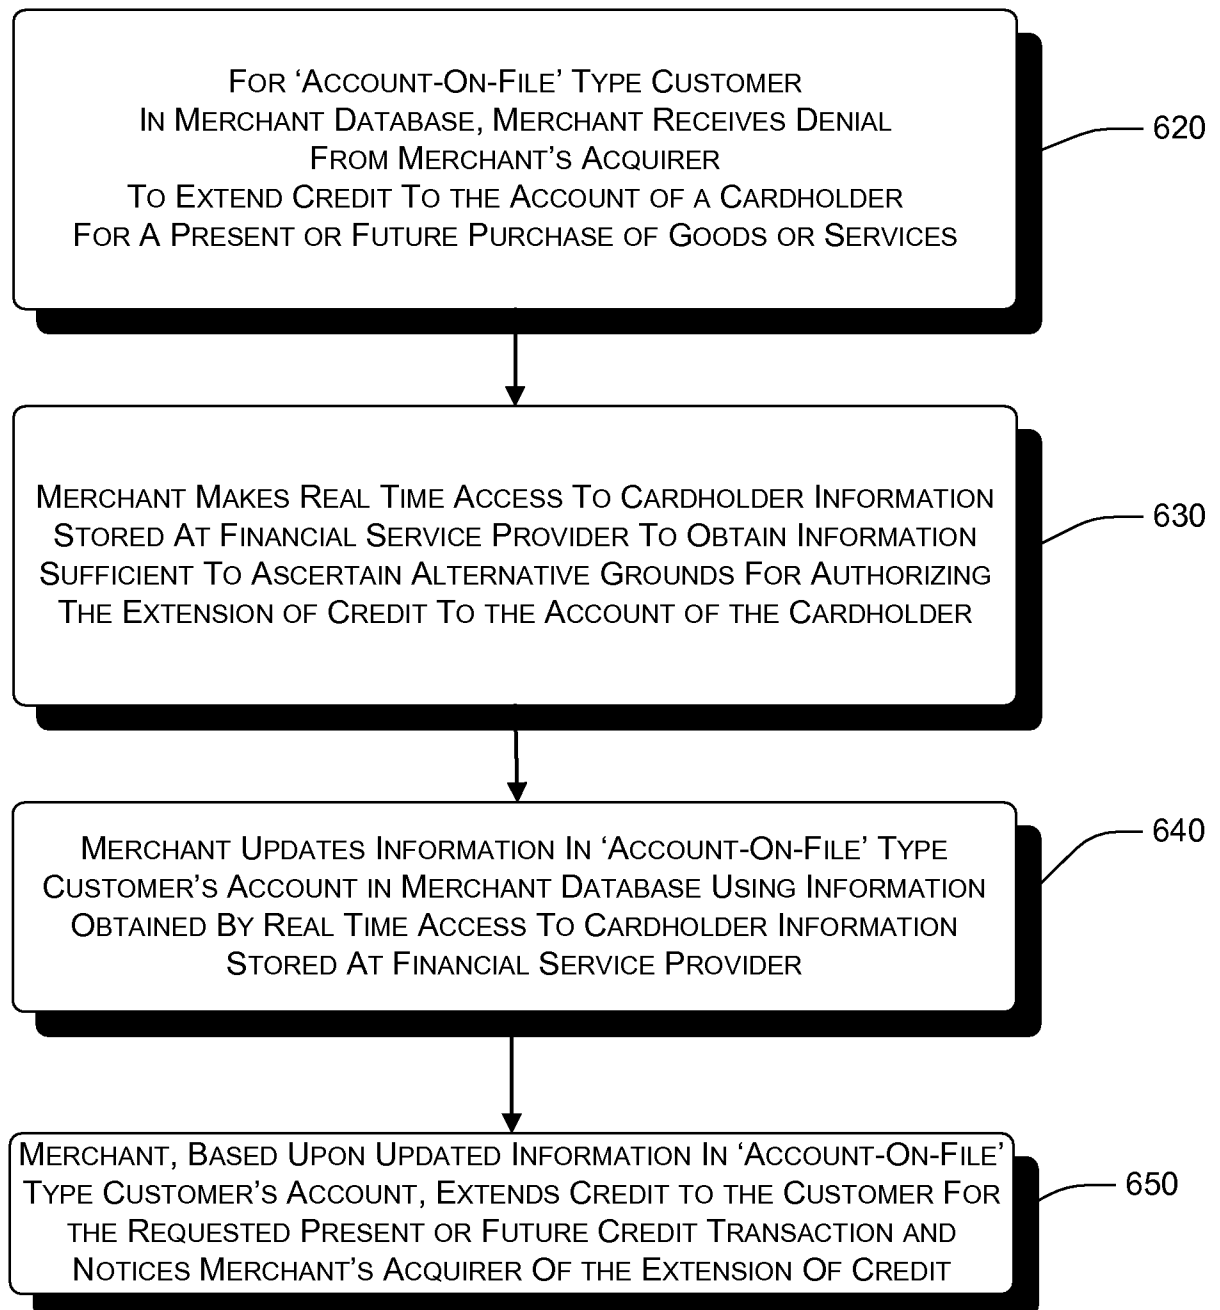 FOR ‘ACCOUNT-ON-FILE’ TYPE CUSTOMER
IN MERCHANT DATABASE, MERCHANT RECEIVES DENIAL
FROM MERCHANT’S ACQUIRER
TO EXTEND CREDIT TO THE ACCOUNT OF A CARDHOLDER
FOR A PRESENT OR FUTURE PURCHASE OF GOODS OR SERVICES
620
MERCHANT MAKES REAL TIME ACCESS TO CARDHOLDER INFORMATION
STORED AT FINANCIAL SERVICE PROVIDER TO OBTAIN INFORMATION
SUFFICIENT TO ASCERTAIN ALTERNATIVE GROUNDS FOR AUTHORIZING
THE EXTENSION OF CREDIT TO THE ACCOUNT OF THE CARDHOLDER
630
MERCHANT UPDATES INFORMATION IN ‘ACCOUNT-ON-FILE’ TYPE
CUSTOMER’S ACCOUNT IN MERCHANT DATABASE USING INFORMATION
OBTAINED BY REAL TIME ACCESS TO CARDHOLDER INFORMATION
STORED AT FINANCIAL SERVICE PROVIDER
640
MERCHANT, BASED UPON UPDATED INFORMATION IN ‘ACCOUNT-ON-FILE’
TYPE CUSTOMER’S ACCOUNT, EXTENDS CREDIT TO THE CUSTOMER FOR
THE REQUESTED PRESENT OR FUTURE CREDIT TRANSACTION AND
NOTICES MERCHANT’S ACQUIRER OF THE EXTENSION OF CREDIT
650